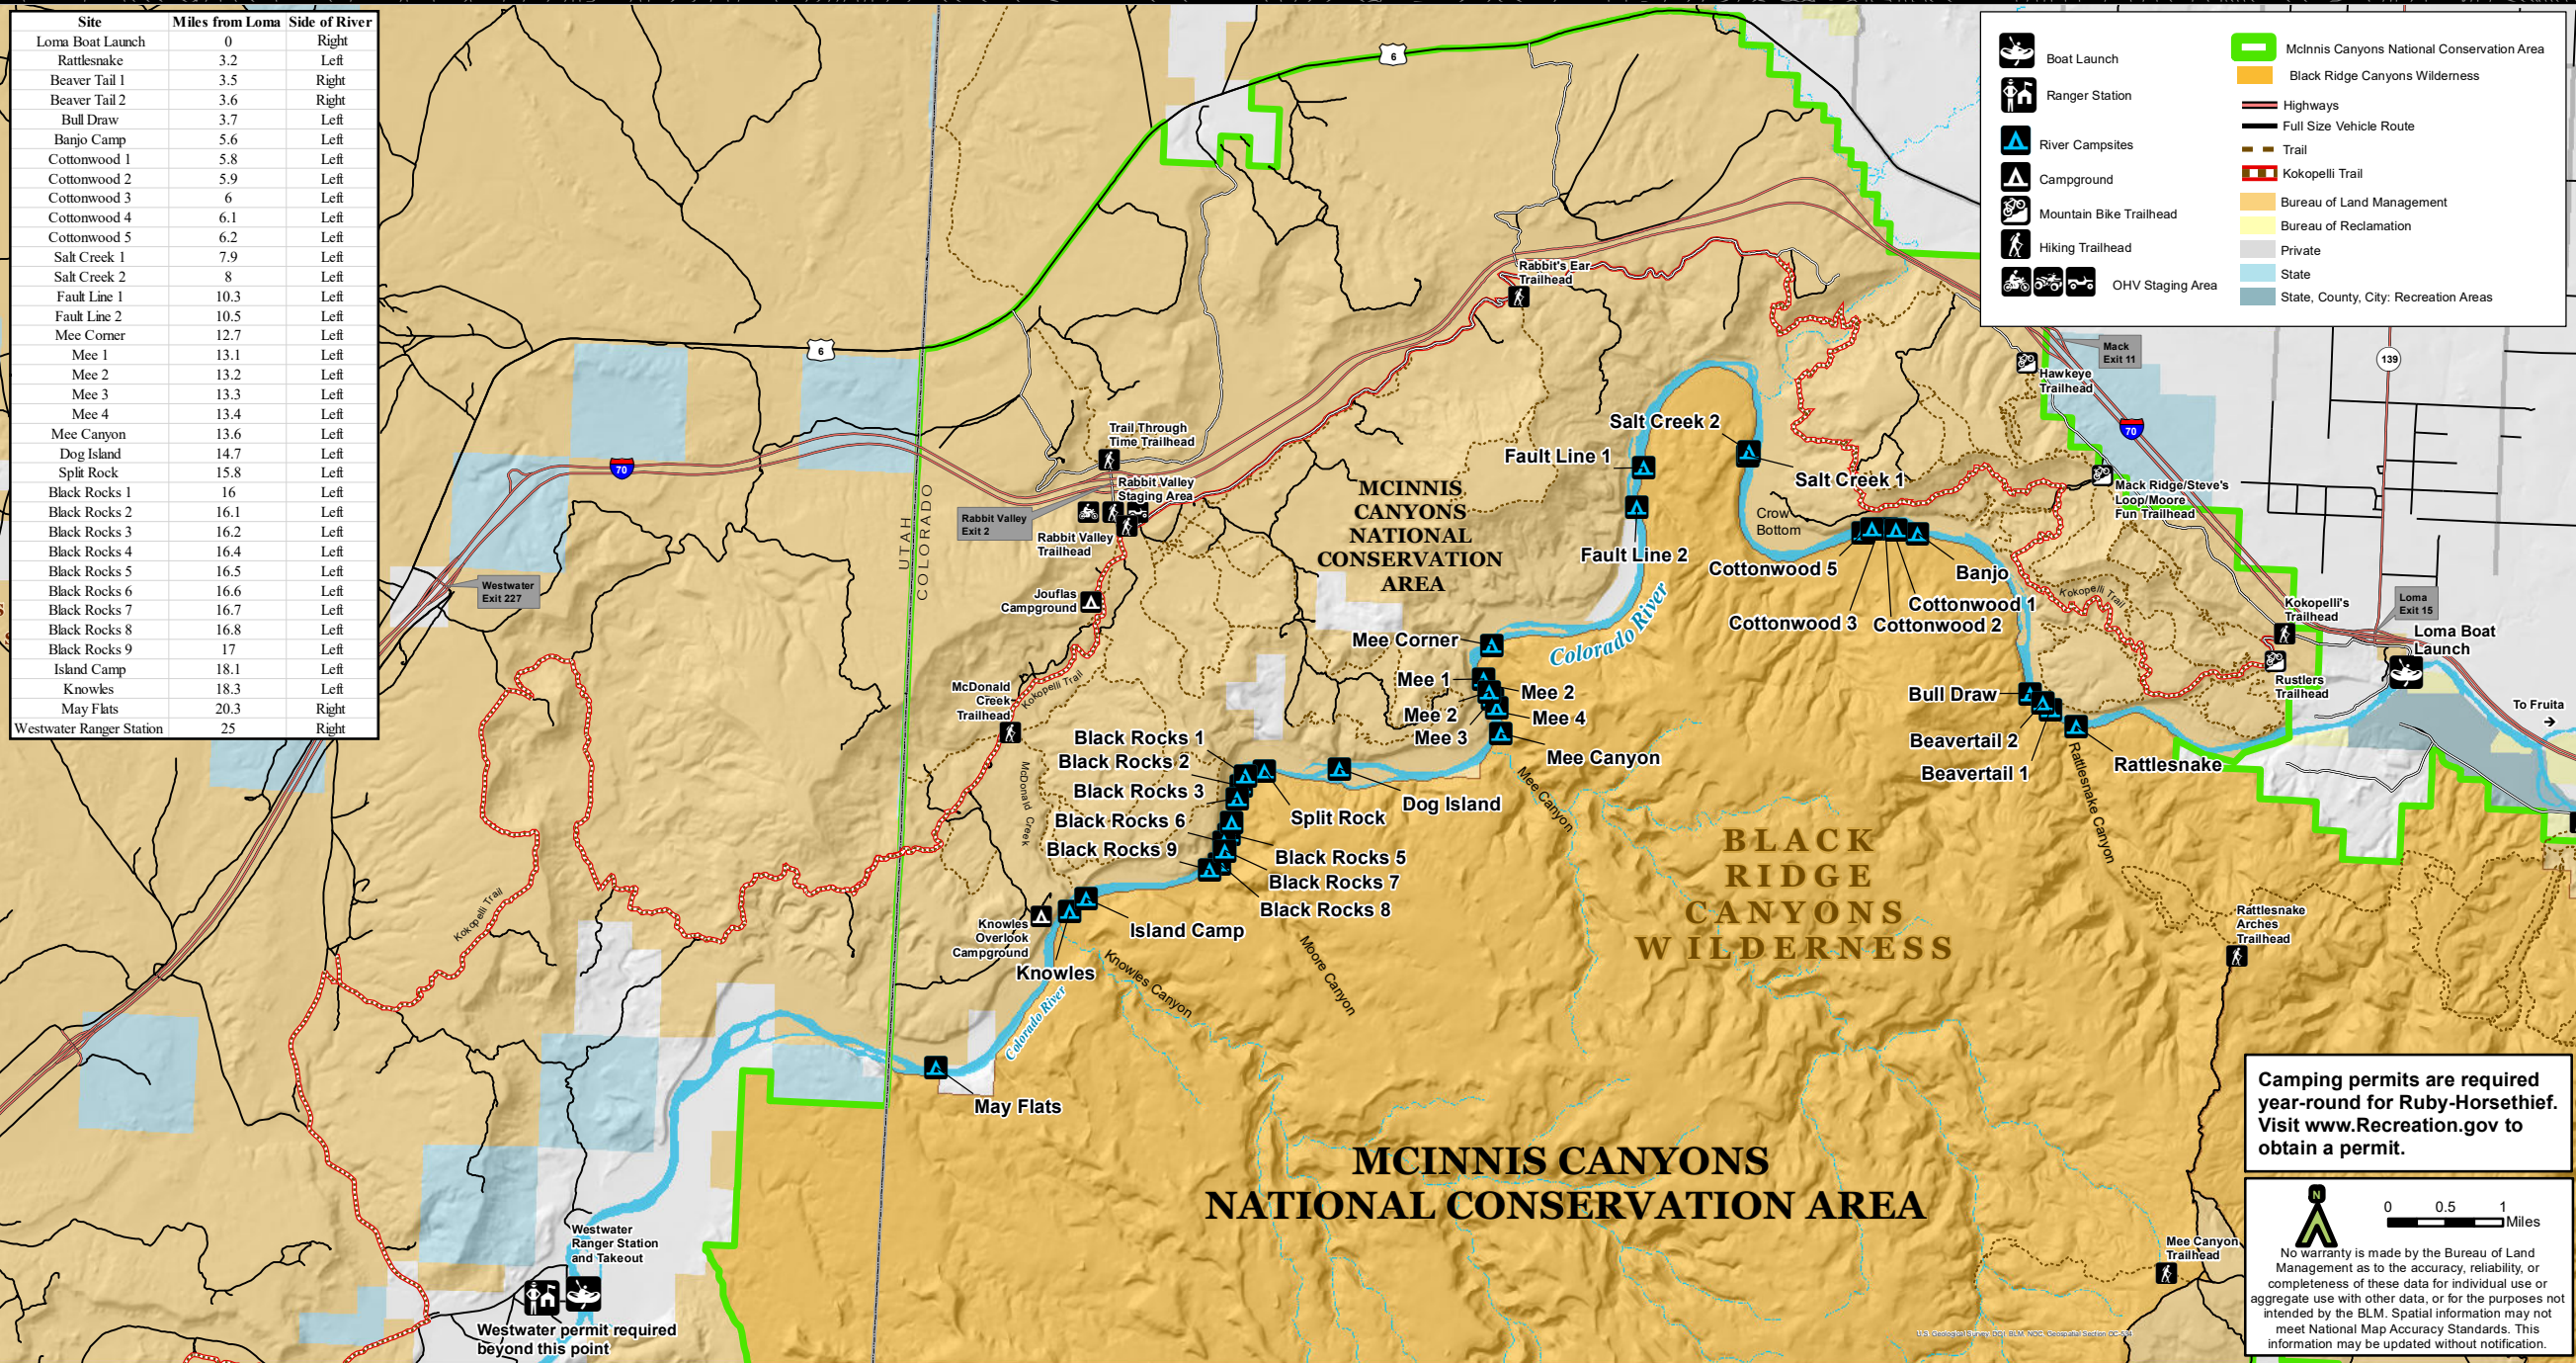 Site Miles from Loma Side of River
Loma Boat Launch 0 Right
Rattlesnake 3.2 Left
Beaver Tail 1 3.5 Right
Beaver Tail 2 3.6 Right
Bull Draw 3.7 Left
Banjo Camp 5.6 Left
Cottonwood 1 5.8 Left
Cottonwood 2 5.9 Left
Cottonwood 3 6 Left
Cottonwood 4 6.1 Left
Cottonwood 5 6.2 Left
Salt Creek 1 7.9 Left
Salt Creek 2 8 Left
Fault Line 1 10.3 Left
Fault Line 2 10.5 Left
Mee Corner 12.7 Left
Mee 1 13.1 Left
Mee 2 13.2 Left
Mee 3 13.3 Left
Mee 4 13.4 Left
Mee Canyon 13.6 Left
Dog Island 14.7 Left
Split Rock 15.8 Left
Black Rocks 1 16 Left
Black Rocks 2 16.1 Left
Black Rocks 3 16.2 Left
Black Rocks 4 16.4 Left
Black Rocks 5 16.5 Left
Black Rocks 6 16.6 Left
Black Rocks 7 16.7 Left
Black Rocks 8 16.8 Left
Black Rocks 9 17 Left
Island Camp 18.1 Left
Knowles 18.3 Left
May Flats 20.3 Right
Westwater Ranger Station 25 Right
Boat Launch
Ranger Station
River Campsites
Campground
Mountain Bike Trailhead
Hiking Trailhead
OHV Staging Area
McInnis Canyons National Conservation Area
Black Ridge Canyons Wilderness
Highways
Full Size Vehicle Route
Trail
Kokopelli Trail
Bureau of Land Management
Bureau of Reclamation
Private
State
State, County, City: Recreation Areas
6
6
70
70
139
Rabbit's Ear
Trailhead
Mack
Exit 11
Hawkeye
Trailhead
Trail Through
Time Trailhead
Rabbit Valley
Staging Area
Rabbit Valley
Exit 2
Rabbit Valley
Trailhead
UTAH
COLORADO
Westwater
Exit 227
Jouflas
Campground
MCINNIS
CANYONS
NATIONAL
CONSERVATION
AREA
Salt Creek 2
Fault Line 1
Salt Creek 1
Fault Line 2
Crow
Bottom
Mack Ridge/Steve's
Loop/Moore
Fun Trailhead
Cottonwood 5
Banjo
Cottonwood 1
Cottonwood 3
Cottonwood 2
Kokopelli Trail
Loma
Exit 15
Kokopelli's
Trailhead
Loma Boat
Launch
Rustlers
Trailhead
To Fruita
Colorado River
Mee Corner
Mee 1
Mee 2
Mee 2
Mee 4
Mee 3
Mee Canyon
Bull Draw
Beavertail 2
Beavertail 1
Rattlesnake
Rattlesnake Canyon
McDonald
Creek
Trailhead
Kokopelli Trail
McDonald Creek
Black Rocks 1
Black Rocks 2
Black Rocks 3
Black Rocks 6
Black Rocks 9
Split Rock
Dog Island
Mee Canyon
Black Rocks 5
Black Rocks 7
Black Rocks 8
BLACK
RIDGE
CANYONS
WILDERNESS
Kokopelli Trail
Knowles
Overlook
Campground
Island Camp
Knowles
Knowles Canyon
Moore Canyon
Colorado River
Rattlesnake
Arches
Trailhead
May Flats
MCINNIS CANYONS
NATIONAL CONSERVATION AREA
Westwater
Ranger Station
and Takeout
Westwater permit required
beyond this point
Mee Canyon
Trailhead
Camping permits are required
year-round for Ruby-Horsethief.
Visit www.Recreation.gov to
obtain a permit.
N
0 0.5 1
Miles
No warranty is made by the Bureau of Land
Management as to the accuracy, reliability, or
completeness of these data for individual use or
aggregate use with other data, or for the purposes not
intended by the BLM. Spatial information may not
meet National Map Accuracy Standards. This
information may be updated without notification.